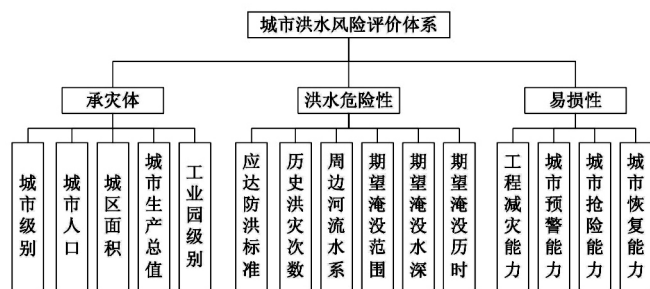 城市洪水风险评价体系
承灾体
洪水危险性
易损性
城市级别
城市人口
城区面积
城市生产总值
工业园级别
应达防洪标准
历史洪灾次数
周边河流水系
期望淹没范围
期望淹没水深
期望淹没历时
工程减灾能力
城市预警能力
城市抢险能力
城市恢复能力